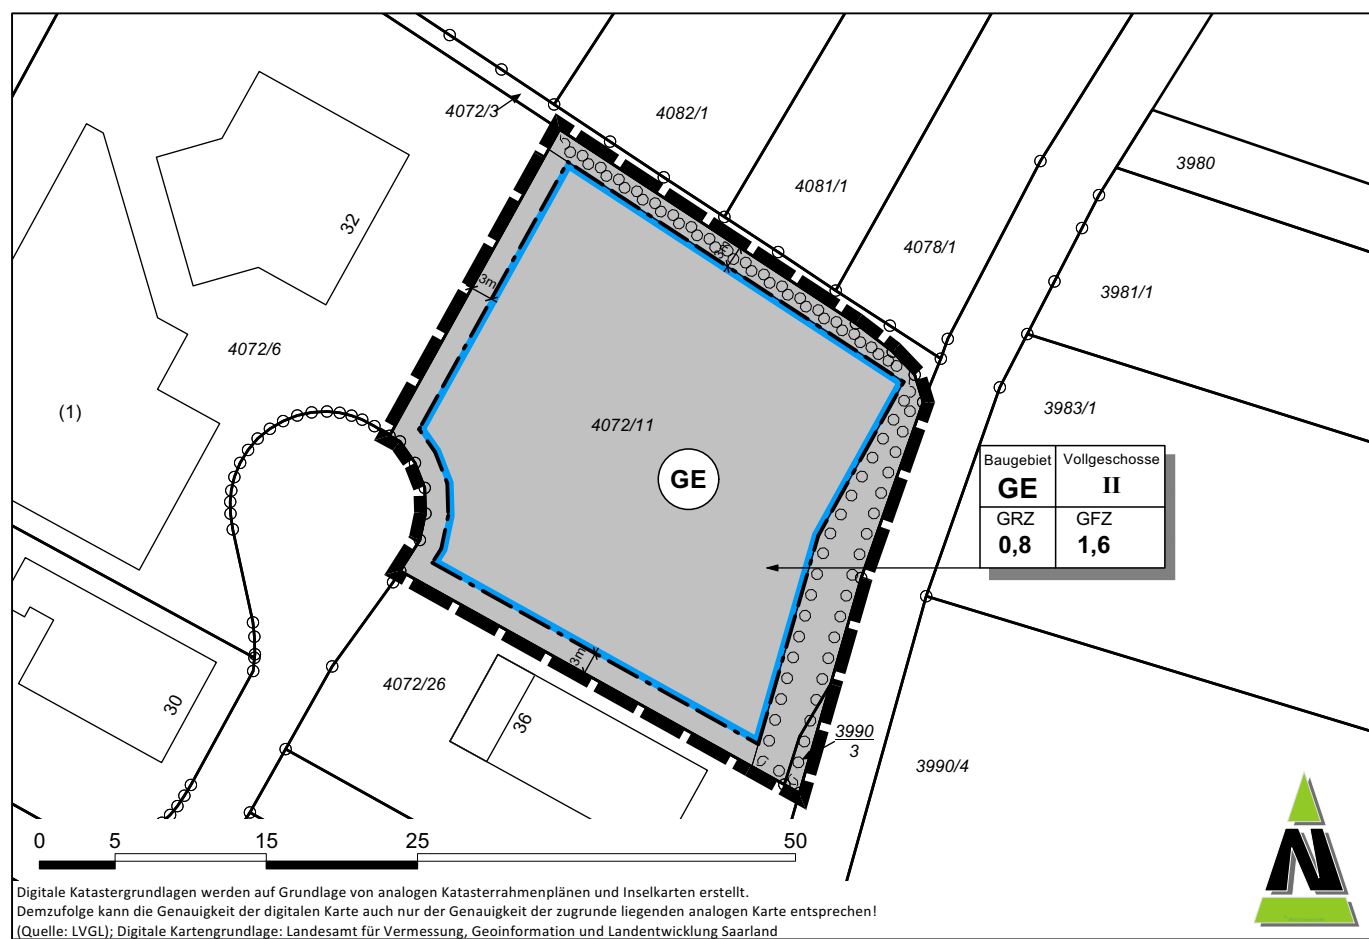 4072/3
4082/1
4081/1
4078/1
3980
3981/1
3983/1
32
4072/6
(1)
3m
3m
4072/11
GE
Baugebiet Vollgeschosse
GE II
GRZ GFZ
0,8 1,6
3m
4072/26
30
36
3990
3
3990/4
0 5 15 25 50
N
Digitale Katastergrundlagen werden auf Grundlage von analogen Katasterrahmenplänen und Inselkarten erstellt.
Demzufolge kann die Genauigkeit der digitalen Karte auch nur der Genauigkeit der zugrunde liegenden analogen Karte entsprechen!
(Quelle: LVGL); Digitale Kartengrundlage: Landesamt für Vermessung, Geoinformation und Landentwicklung Saarland